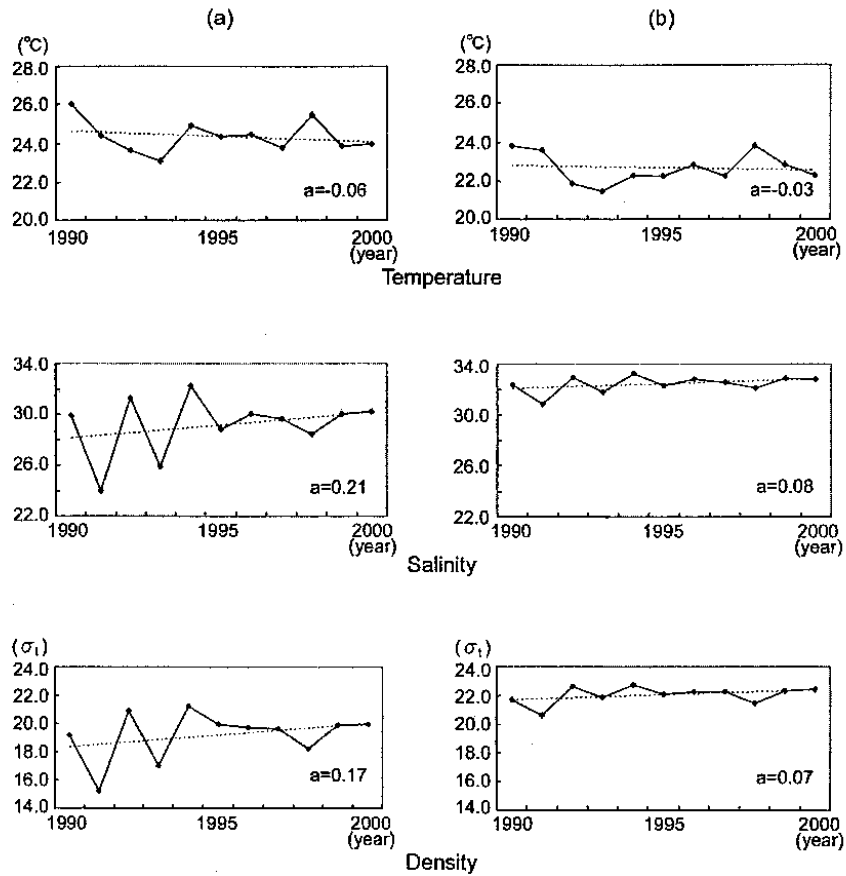 (a)
(b)
(℃)
(℃)
28.0
26.0
24.0
22.0
20.0
a=-0.06
1990
1995
2000
(year)
28.0
26.0
24.0
22.0
20.0
a=-0.03
1990
1995
2000
(year)
Temperature
34.0
30.0
26.0
22.0
a=0.21
1990
1995
2000
(year)
34.0
30.0
26.0
22.0
a=0.08
1990
1995
2000
(year)
Salinity
(σt)
24.0
22.0
20.0
18.0
16.0
14.0
a=0.17
1990
1995
2000
(year)
(σt)
24.0
22.0
20.0
18.0
16.0
14.0
a=0.07
1990
1995
2000
(year)
Density